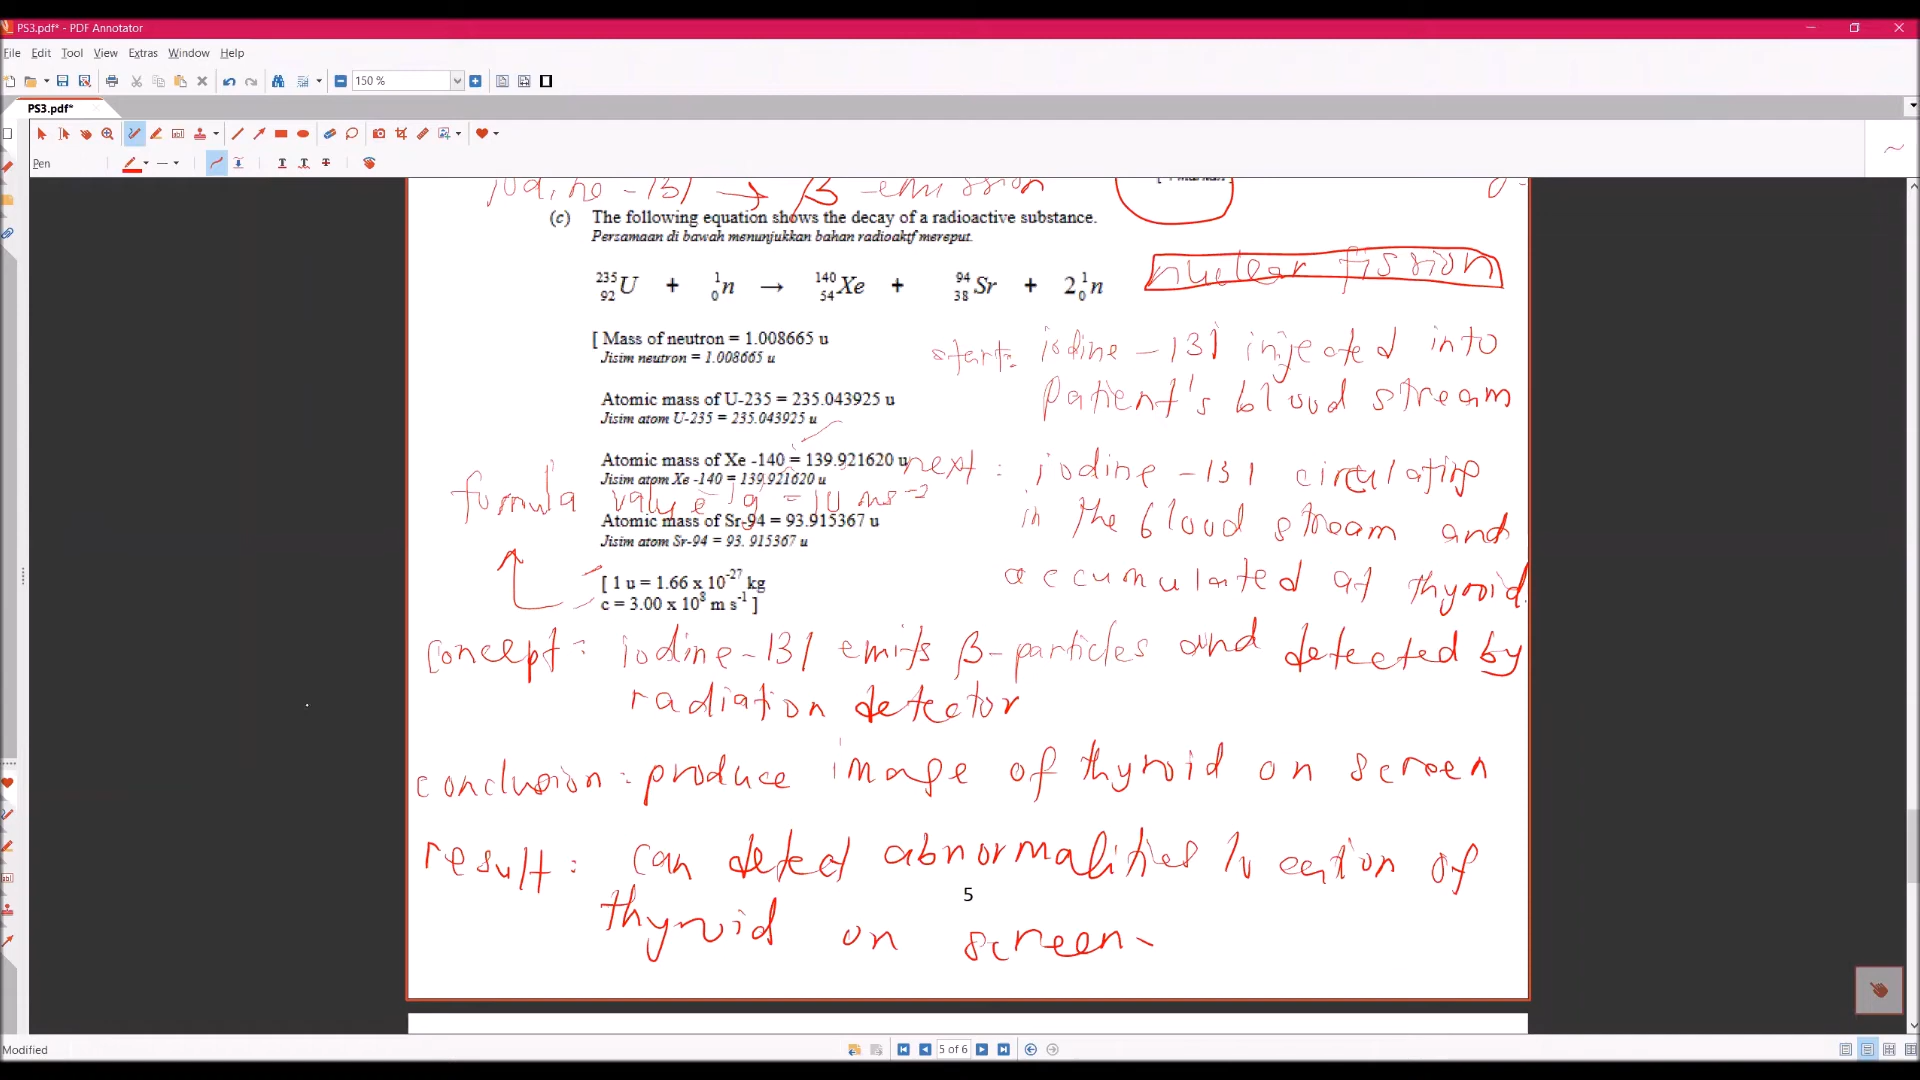 PS3.pdf* - PDF Annotator
File Edit Tool View Extras Window Help
150 %
PS3.pdf*
Pen
iodine -131 → β -emission
(c) The following equation shows the decay of a radioactive substance.
Persamaan di bawah menunjukkan bahan radioaktf mereput.
nuclear fission
²³⁵₉₂U + ¹₀n → ¹⁴⁰₅₄Xe + ⁹⁴₃₈Sr + 2¹₀n
[ Mass of neutron = 1.008665 u
Jisim neutron = 1.008665 u
start: iodine -131 injected into
patient's blood stream
Atomic mass of U-235 = 235.043925 u
Jisim atom U-235 = 235.043925 u
Atomic mass of Xe -140 = 139.921620 u
Jisim atom Xe -140 = 139.921620 u
next: iodine -131 circulating
in the blood stream and
accumulated at thyroid.
formula value g = 10 ms⁻²
Atomic mass of Sr-94 = 93.915367 u
Jisim atom Sr-94 = 93. 915367 u
[ 1 u = 1.66 x 10⁻²⁷ kg
c = 3.00 x 10⁸ m s⁻¹ ]
concept: iodine-131 emits β-particles and detected by
radiation detector
conclusion: produce image of thyroid on screen
result: can detect abnormalities location of
thyroid on screen
5
Modified
5 of 6